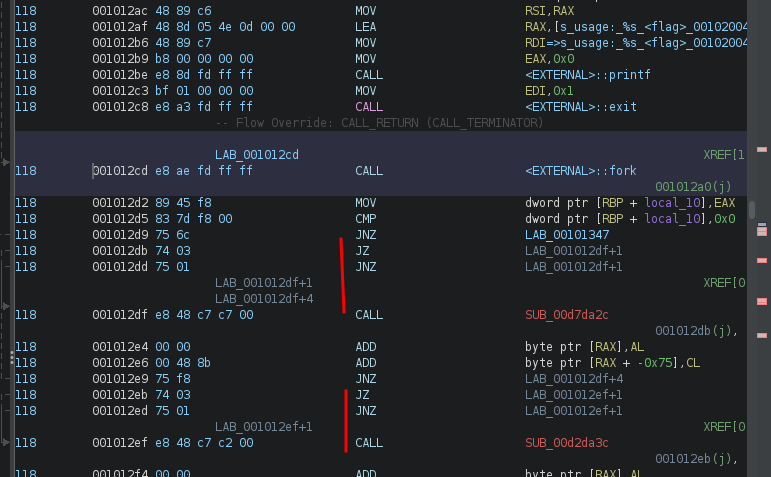 118 001012ac 48 89 c6 MOV RSI,RAX
118 001012af 48 8d 05 4e 0d 00 00 LEA RAX,[s_usage:_%s_<flag>_00102004
118 001012b6 48 89 c7 MOV RDI=>s_usage:_%s_<flag>_00102004
118 001012b9 b8 00 00 00 00 MOV EAX,0x0
118 001012be e8 8d fd ff ff CALL <EXTERNAL>::printf
118 001012c3 bf 01 00 00 00 MOV EDI,0x1
118 001012c8 e8 a3 fd ff ff CALL <EXTERNAL>::exit
-- Flow Override: CALL_RETURN (CALL_TERMINATOR)
LAB_001012cd XREF[1
118 001012cd e8 ae fd ff ff CALL <EXTERNAL>::fork
001012a0(j)
118 001012d2 89 45 f8 MOV dword ptr [RBP + local_10],EAX
118 001012d5 83 7d f8 00 CMP dword ptr [RBP + local_10],0x0
118 001012d9 75 6c JNZ LAB_00101347
118 001012db 74 03 JZ LAB_001012df+1
118 001012dd 75 01 JNZ LAB_001012df+1
LAB_001012df+1 XREF[0
LAB_001012df+4
118 001012df e8 48 c7 c7 00 CALL SUB_00d7da2c
001012db(j),
118 001012e4 00 00 ADD byte ptr [RAX],AL
118 001012e6 00 48 8b ADD byte ptr [RAX + -0x75],CL
118 001012e9 75 f8 JNZ LAB_001012df+4
118 001012eb 74 03 JZ LAB_001012ef+1
118 001012ed 75 01 JNZ LAB_001012ef+1
LAB_001012ef+1 XREF[0
118 001012ef e8 48 c7 c2 00 CALL SUB_00d2da3c
001012eb(j),
118 001012f4 00 00 ADD byte ptr [RAX],AL